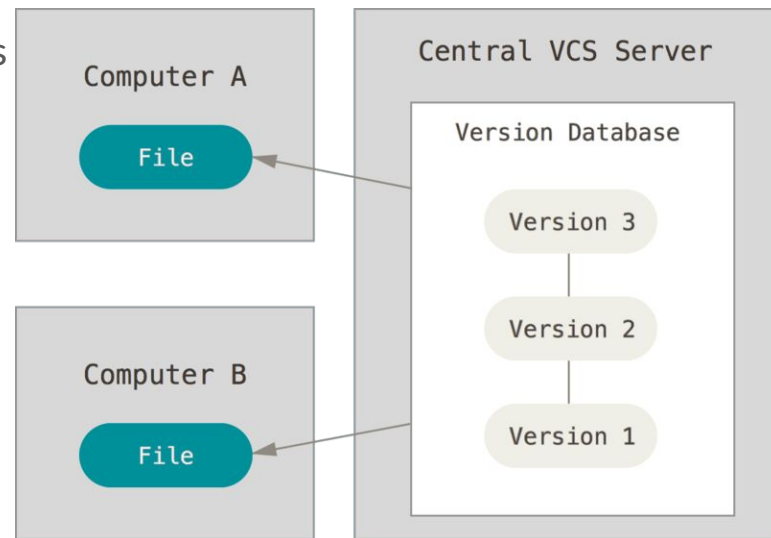 s
Computer A
File
Central VCS Server
Version Database
Version 3
Version 2
Version 1
Computer B
File